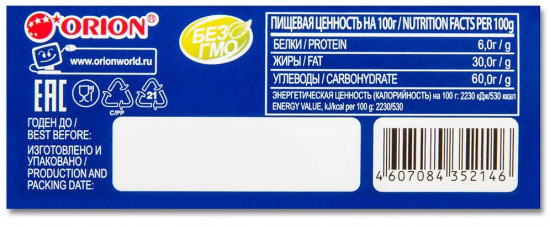 ORION®
www.orionworld.ru
БЕЗ
ГМО
EAC
C/PP
21
ГОДЕН ДО /
BEST BEFORE:
ИЗГОТОВЛЕНО И
УПАКОВАНО /
PRODUCTION AND
PACKING DATE:
ПИЩЕВАЯ ЦЕННОСТЬ НА 100г / NUTRITION FACTS PER 100g
БЕЛКИ / PROTEIN 6,0г / g
ЖИРЫ / FAT 30,0г / g
УГЛЕВОДЫ / CARBOHYDRATE 60,0г / g
ЭНЕРГЕТИЧЕСКАЯ ЦЕННОСТЬ (КАЛОРИЙНОСТЬ) на 100 г: 2230 кДж/530 ккал
ENERGY VALUE, kJ/kcal per 100 g: 2230/530
4 607084 352146